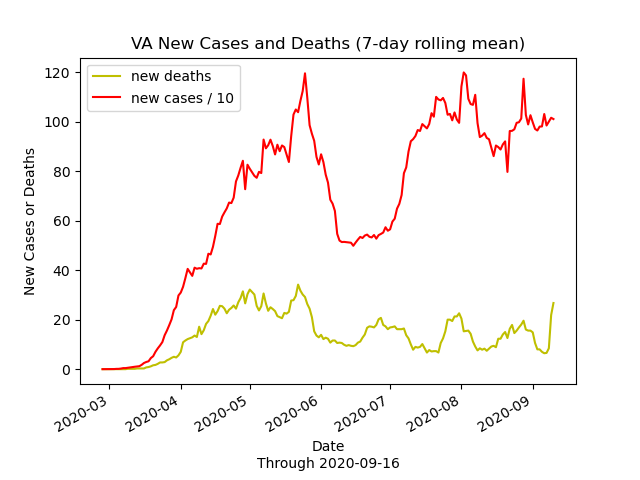 VA New Cases and Deaths (7-day rolling mean)
new deaths
new cases / 10
120
100
80
60
40
20
0
New Cases or Deaths
2020-03
2020-04
2020-05
2020-06
2020-07
2020-08
2020-09
Date
Through 2020-09-16